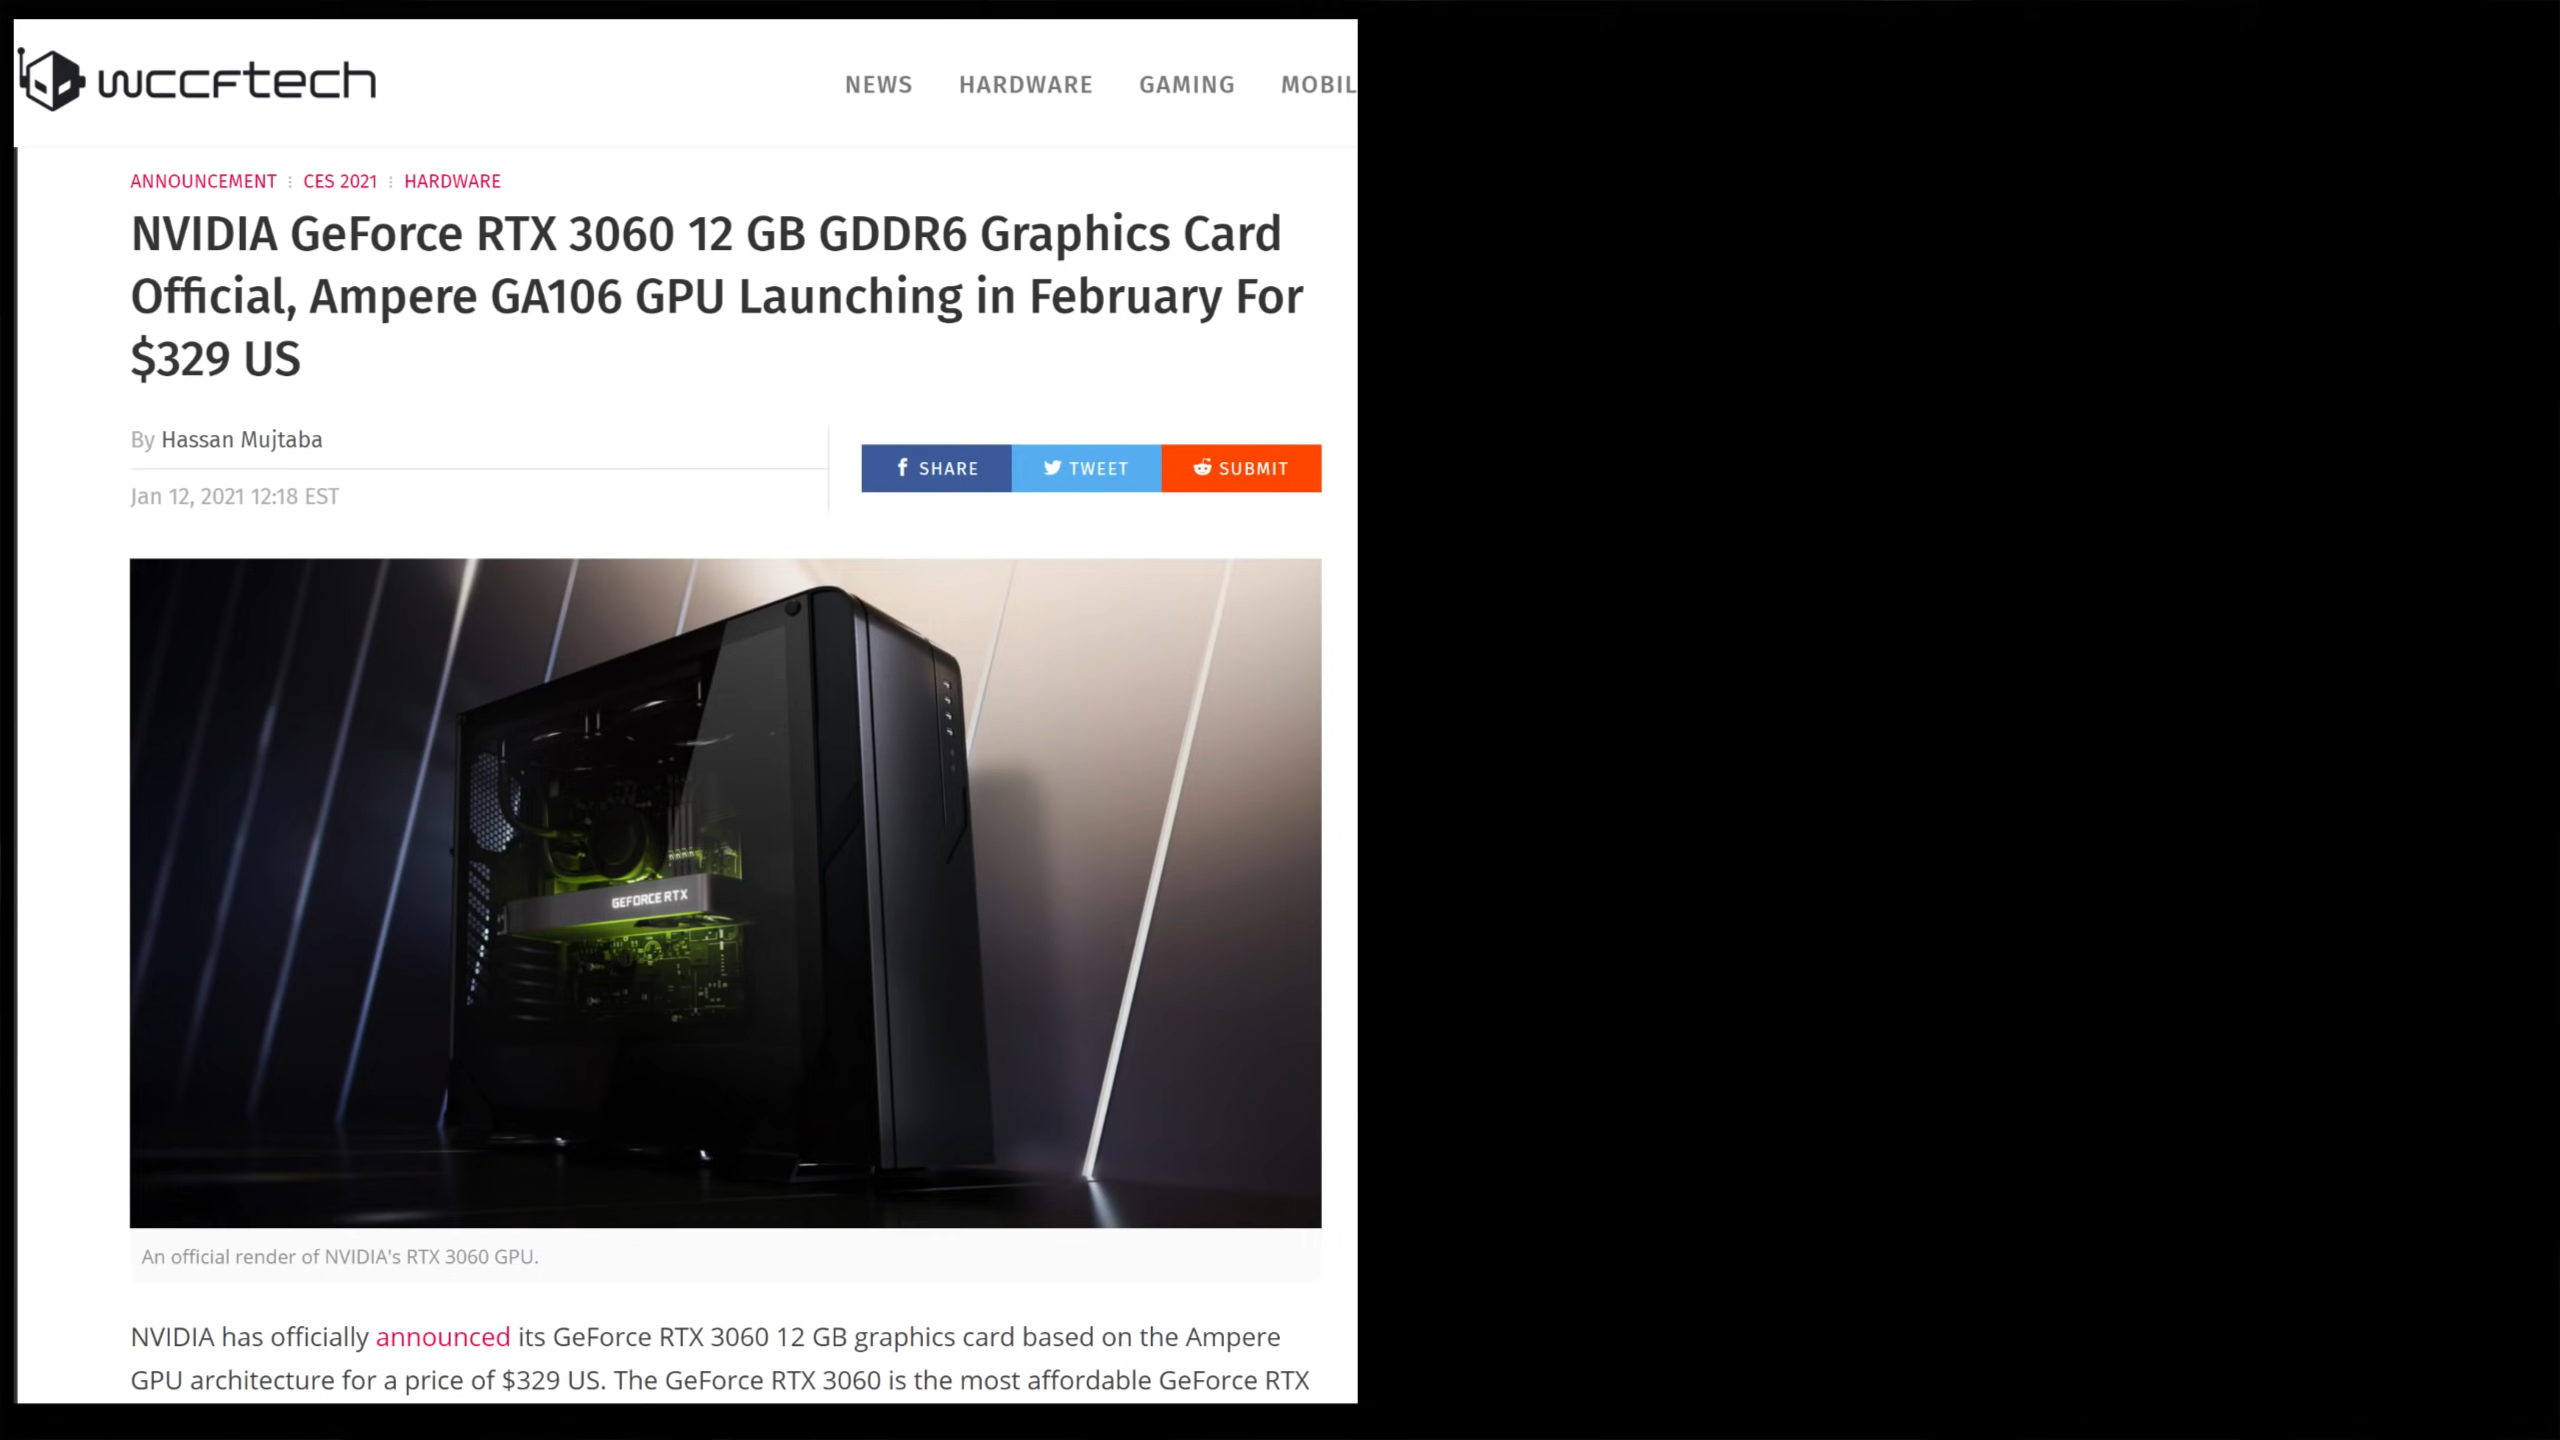 wccftech
NEWS HARDWARE GAMING MOBIL
ANNOUNCEMENT ⋮ CES 2021 ⋮ HARDWARE
NVIDIA GeForce RTX 3060 12 GB GDDR6 Graphics Card
Official, Ampere GA106 GPU Launching in February For
$329 US
By Hassan Mujtaba
SHARE TWEET SUBMIT
Jan 12, 2021 12:18 EST
GEFORCE RTX
An official render of NVIDIA's RTX 3060 GPU.
NVIDIA has officially announced its GeForce RTX 3060 12 GB graphics card based on the Ampere
GPU architecture for a price of $329 US. The GeForce RTX 3060 is the most affordable GeForce RTX